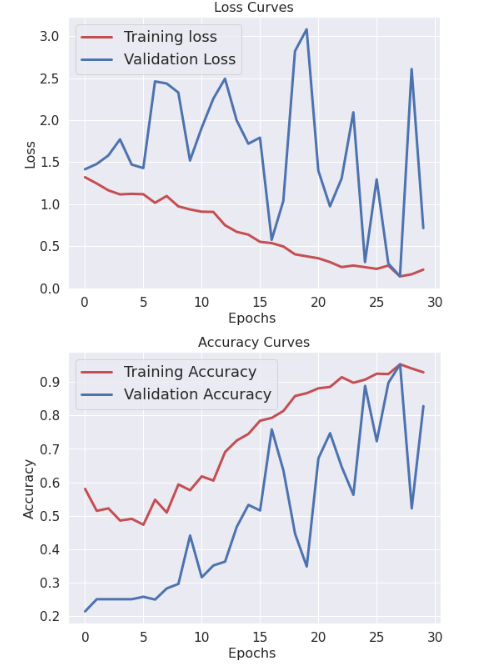 Loss Curves
Training loss
Validation Loss
3.0
2.5
2.0
1.5
1.0
0.5
0.0
Loss
0 5 10 15 20 25 30
Epochs
Accuracy Curves
Training Accuracy
Validation Accuracy
0.9
0.8
0.7
0.6
0.5
0.4
0.3
0.2
Accuracy
0 5 10 15 20 25 30
Epochs